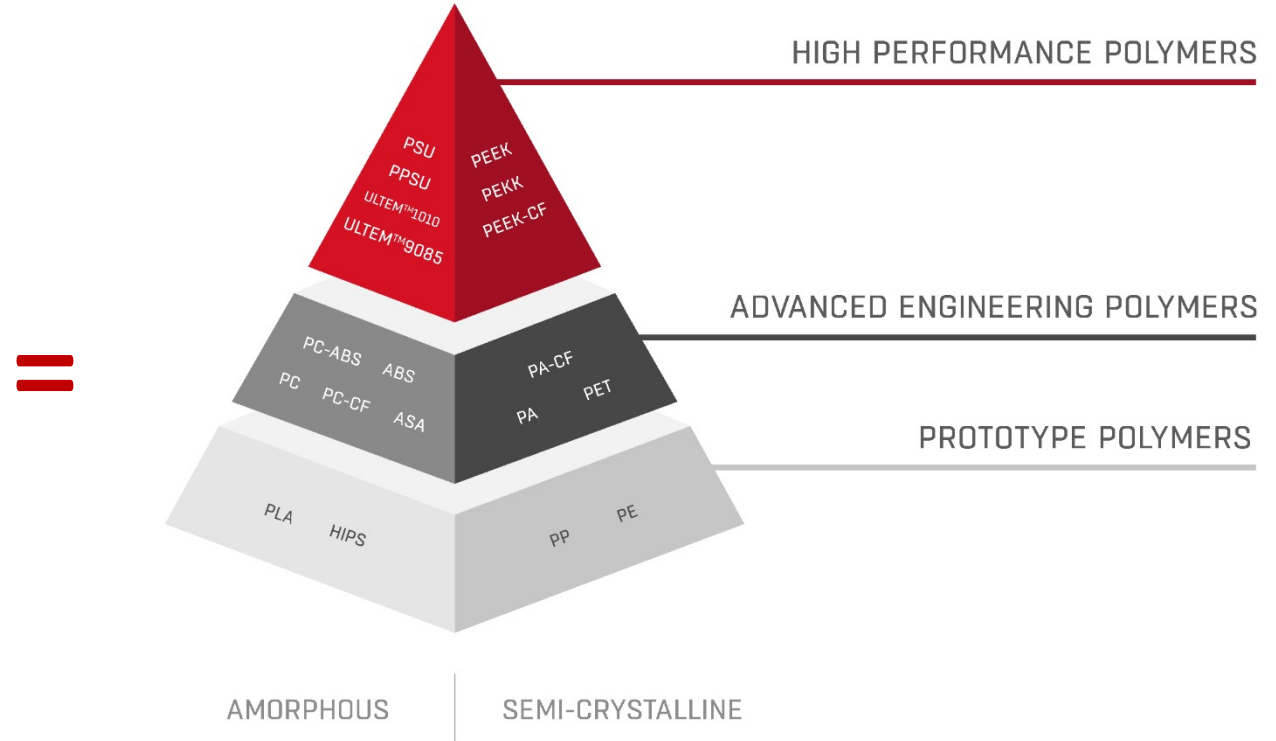 HIGH PERFORMANCE POLYMERS
PSU
PPSU
ULTEM™1010
ULTEM™9085
PEEK
PEKK
PEEK-CF
ADVANCED ENGINEERING POLYMERS
PC-ABS ABS
PC PC-CF ASA
PA-CF
PA PET
PROTOTYPE POLYMERS
PLA HIPS
PP PE
=
AMORPHOUS
SEMI-CRYSTALLINE